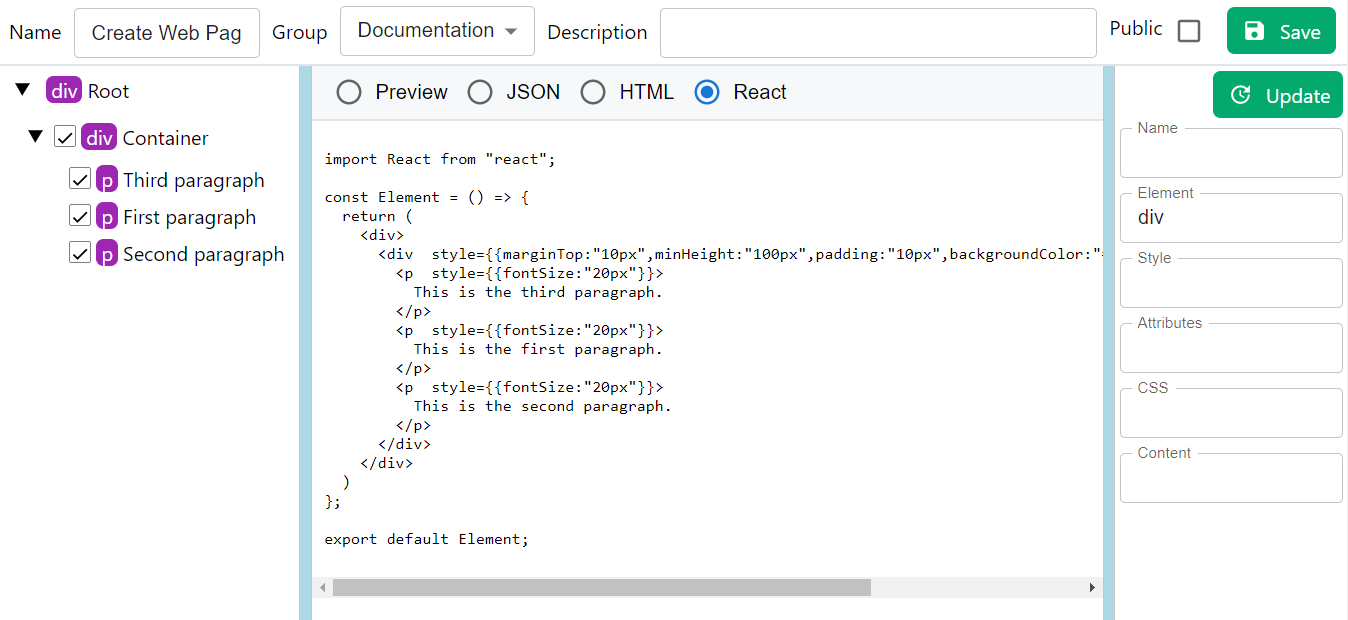 Name Create Web Pag Group Documentation Description Public Save
div Root
div Container
p Third paragraph
p First paragraph
p Second paragraph
Preview JSON HTML React
import React from "react";
const Element = () => {
  return (
    <div>
      <div  style={{marginTop:"10px",minHeight:"100px",padding:"10px",backgroundColor:"
        <p  style={{fontSize:"20px"}}>
          This is the third paragraph.
        </p>
        <p  style={{fontSize:"20px"}}>
          This is the first paragraph.
        </p>
        <p  style={{fontSize:"20px"}}>
          This is the second paragraph.
        </p>
      </div>
    </div>
  )
};
export default Element;
Update
Name
Element
div
Style
Attributes
CSS
Content